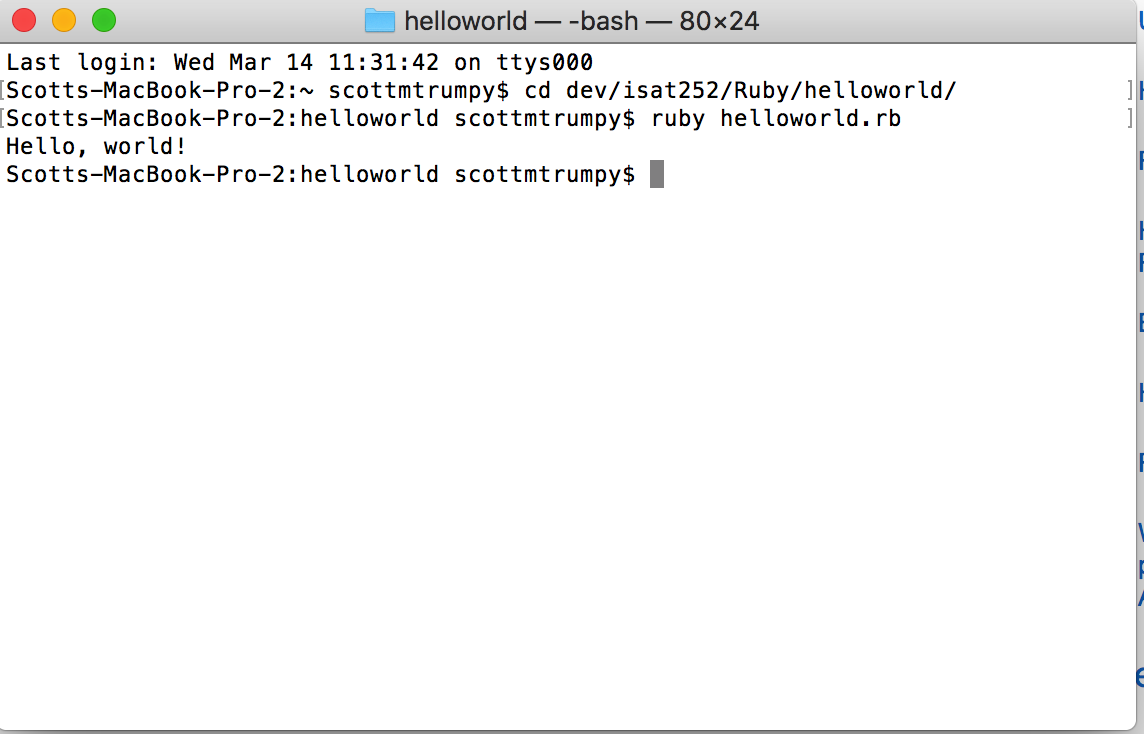 helloworld — -bash — 80×24
Last login: Wed Mar 14 11:31:42 on ttys000
[Scotts-MacBook-Pro-2:~ scottmtrumpy$ cd dev/isat252/Ruby/helloworld/ ]
[Scotts-MacBook-Pro-2:helloworld scottmtrumpy$ ruby helloworld.rb ]
Hello, world!
Scotts-MacBook-Pro-2:helloworld scottmtrumpy$